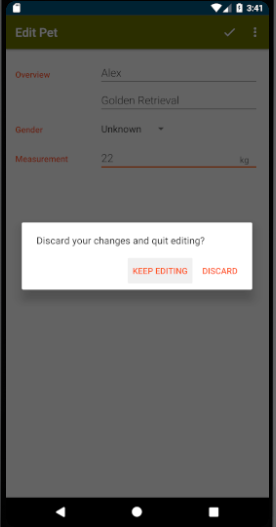 3:41
Edit Pet
Overview
Alex
Golden Retrieval
Gender
Unknown
Measurement
22
kg
Discard your changes and quit editing?
KEEP EDITING
DISCARD